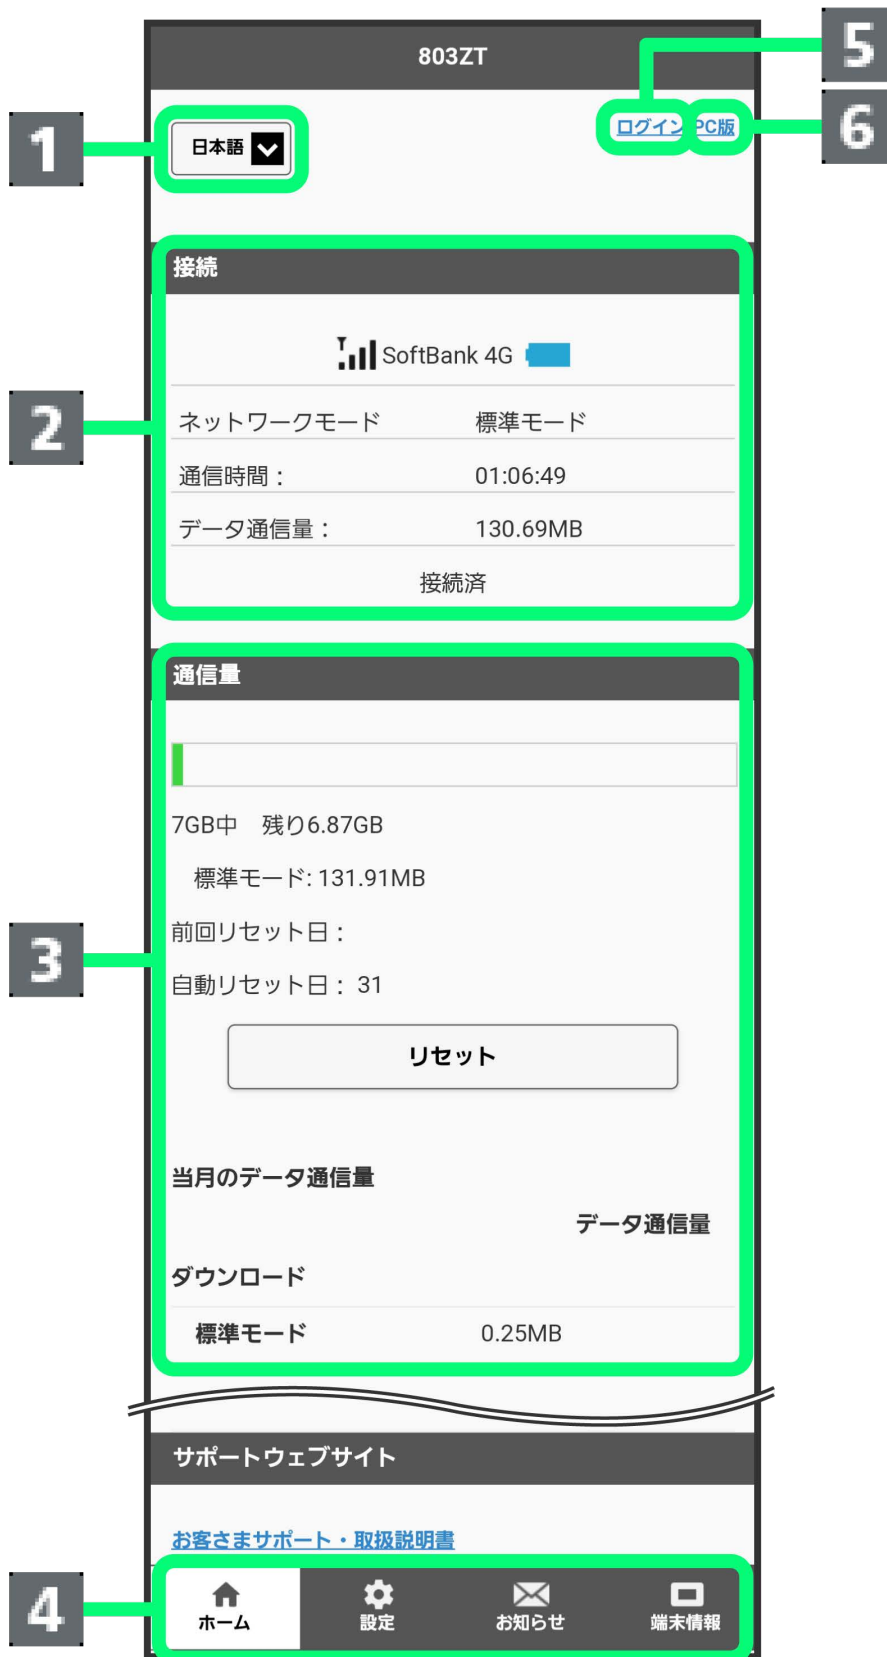 803ZT
5
1
日本語
ログイン PC版
6
接続
SoftBank 4G
2
ネットワークモード 標準モード
通信時間： 01:06:49
データ通信量： 130.69MB
接続済
通信量
7GB中 残り6.87GB
標準モード: 131.91MB
3
前回リセット日：
自動リセット日： 31
リセット
当月のデータ通信量
データ通信量
ダウンロード
標準モード 0.25MB
サポートウェブサイト
お客さまサポート・取扱説明書
4
ホーム 設定 お知らせ 端末情報